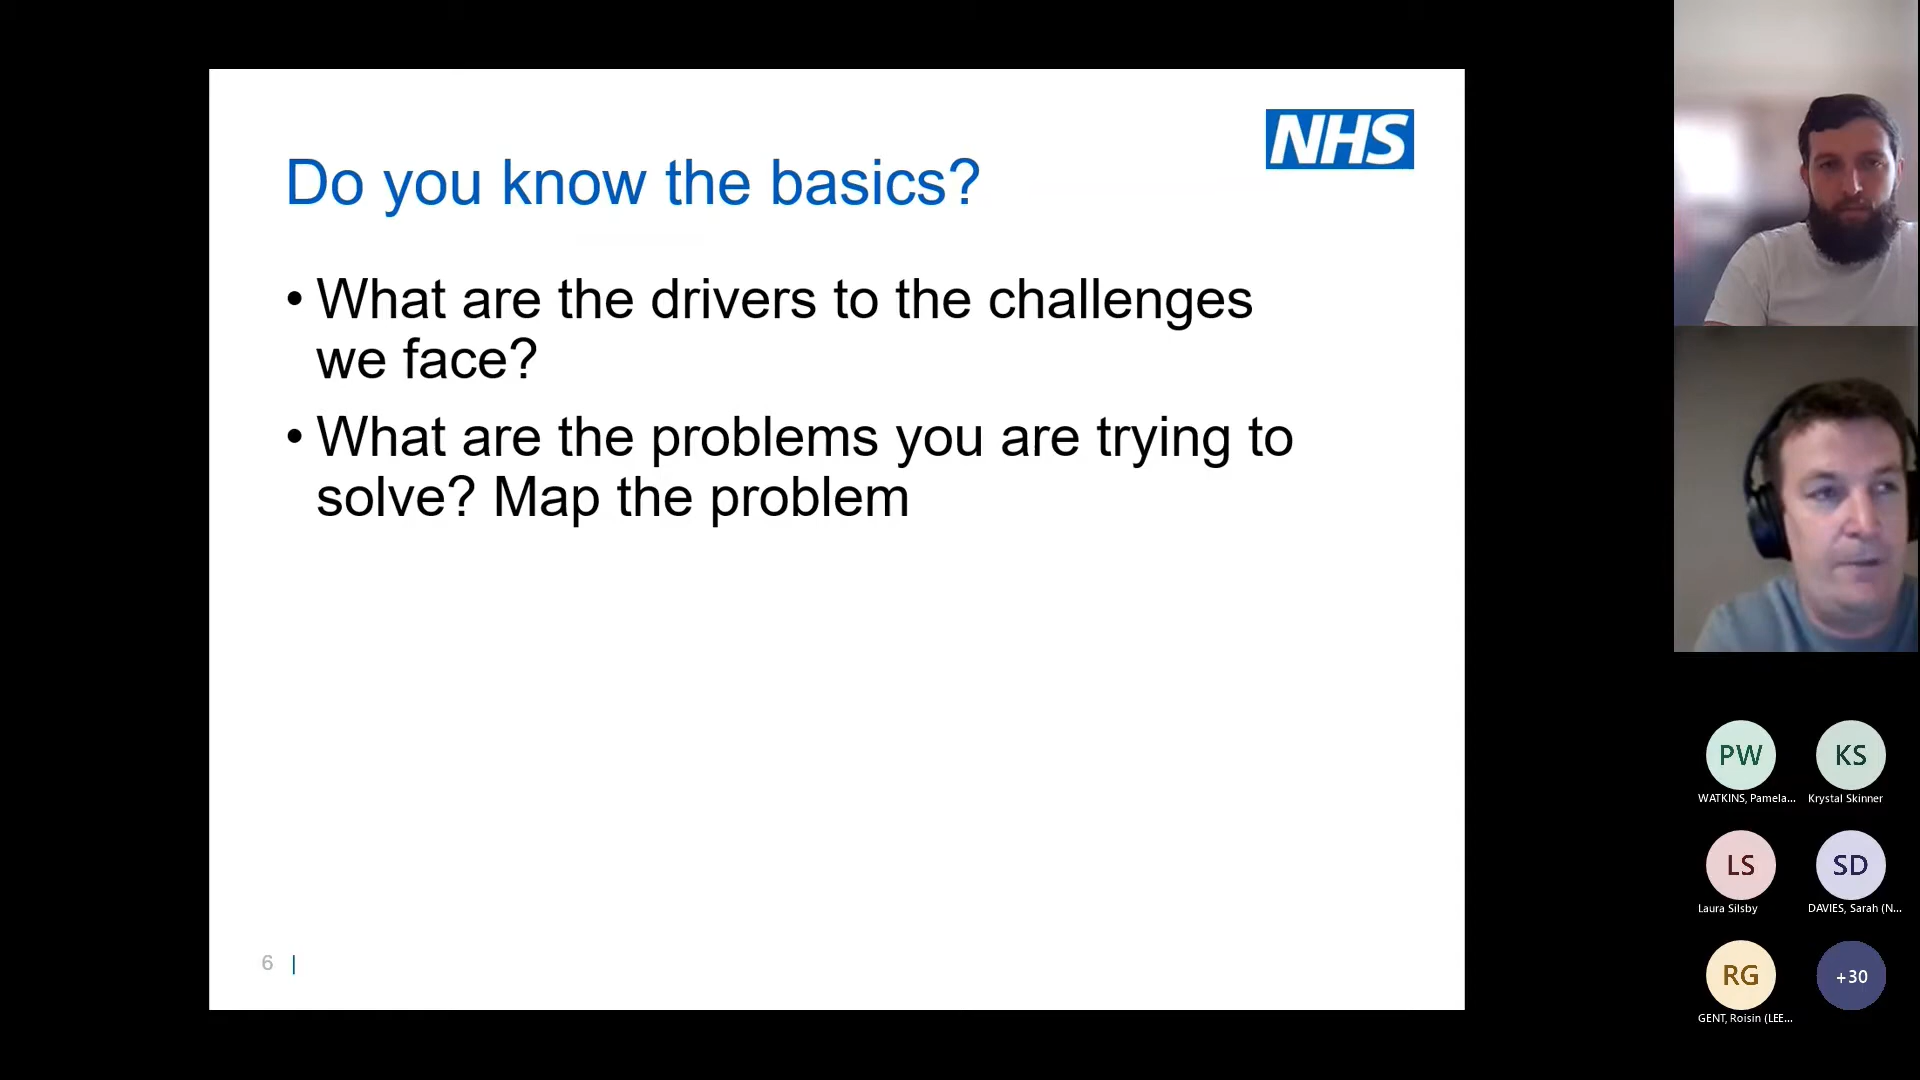 NHS
Do you know the basics?
• What are the drivers to the challenges
we face?
• What are the problems you are trying to
solve? Map the problem
6 |
PW
WATKINS, Pamela...
KS
Krystal Skinner
LS
Laura Silsby
SD
DAVIES, Sarah (N...
RG
GENT, Roisin (LEE...
+30